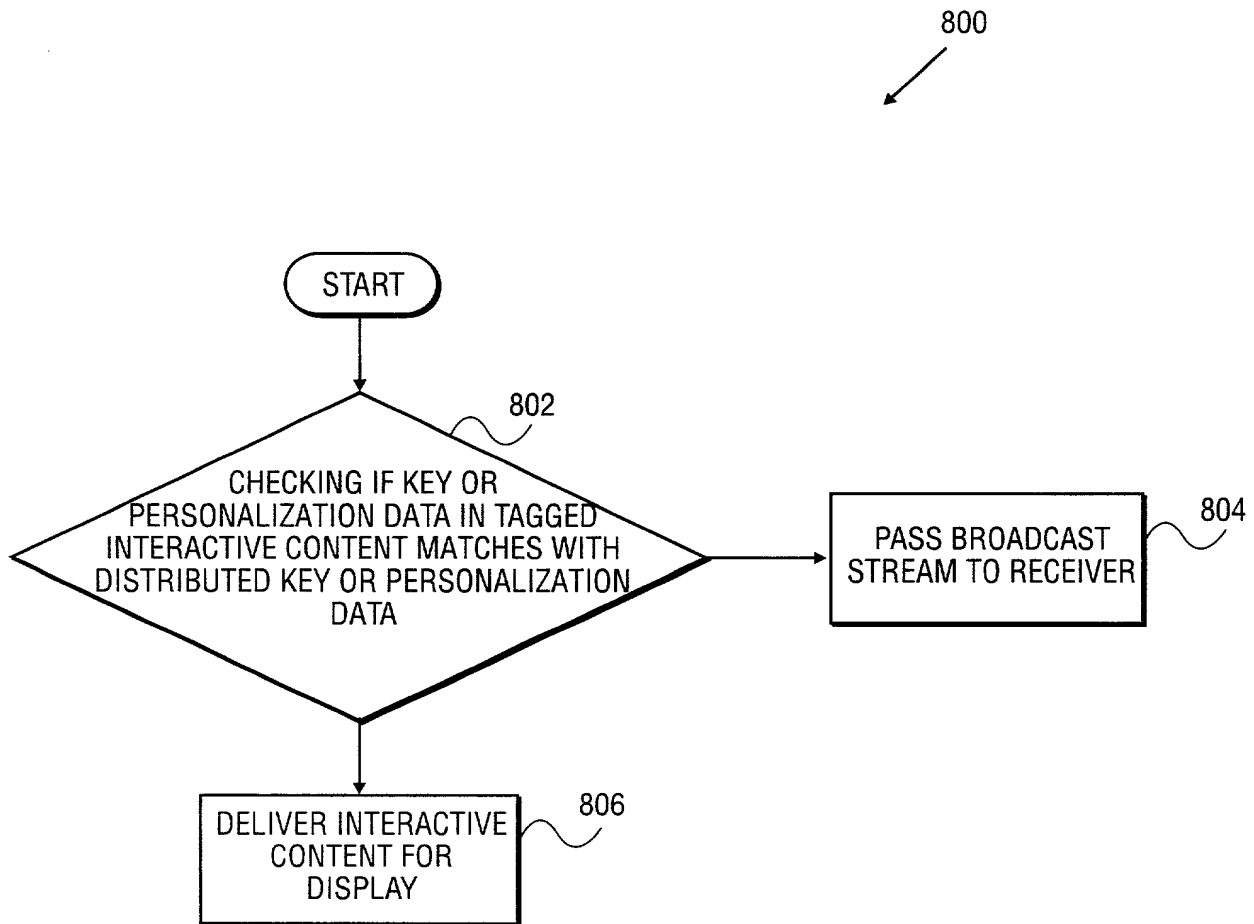 800
START
802
CHECKING IF KEY OR
PERSONALIZATION DATA IN TAGGED
INTERACTIVE CONTENT MATCHES WITH
DISTRIBUTED KEY OR PERSONALIZATION
DATA
804
PASS BROADCAST
STREAM TO RECEIVER
806
DELIVER INTERACTIVE
CONTENT FOR
DISPLAY